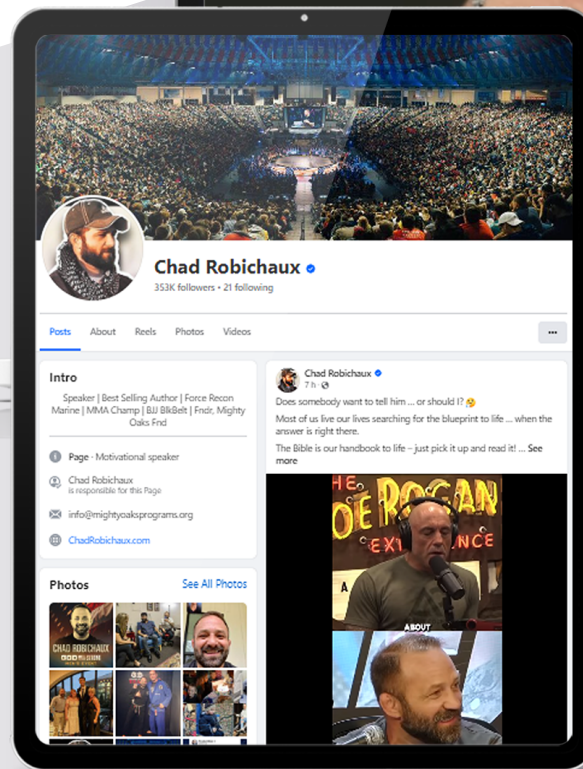 Chad Robichaux
353K followers • 21 following
Posts About Reels Photos Videos
Intro
Speaker | Best Selling Author | Force Recon
Marine | MMA Champ | BJJ BlkBelt | Fndr, Mighty
Oaks Fnd
Page · Motivational speaker
Chad Robichaux
is responsible for this Page
info@mightyoaksprograms.org
ChadRobichaux.com
Photos See All Photos
CHAD ROBICHAUX
Chad Robichaux
7 h ·
Does somebody want to tell him ... or should I? 🤔
Most of us live our lives searching for the blueprint to life ... when the
answer is right there.
The Bible is our handbook to life – just pick it up and read it! ... See
more
HE
OE ROGAN
EXP NCE
A
ABOUT